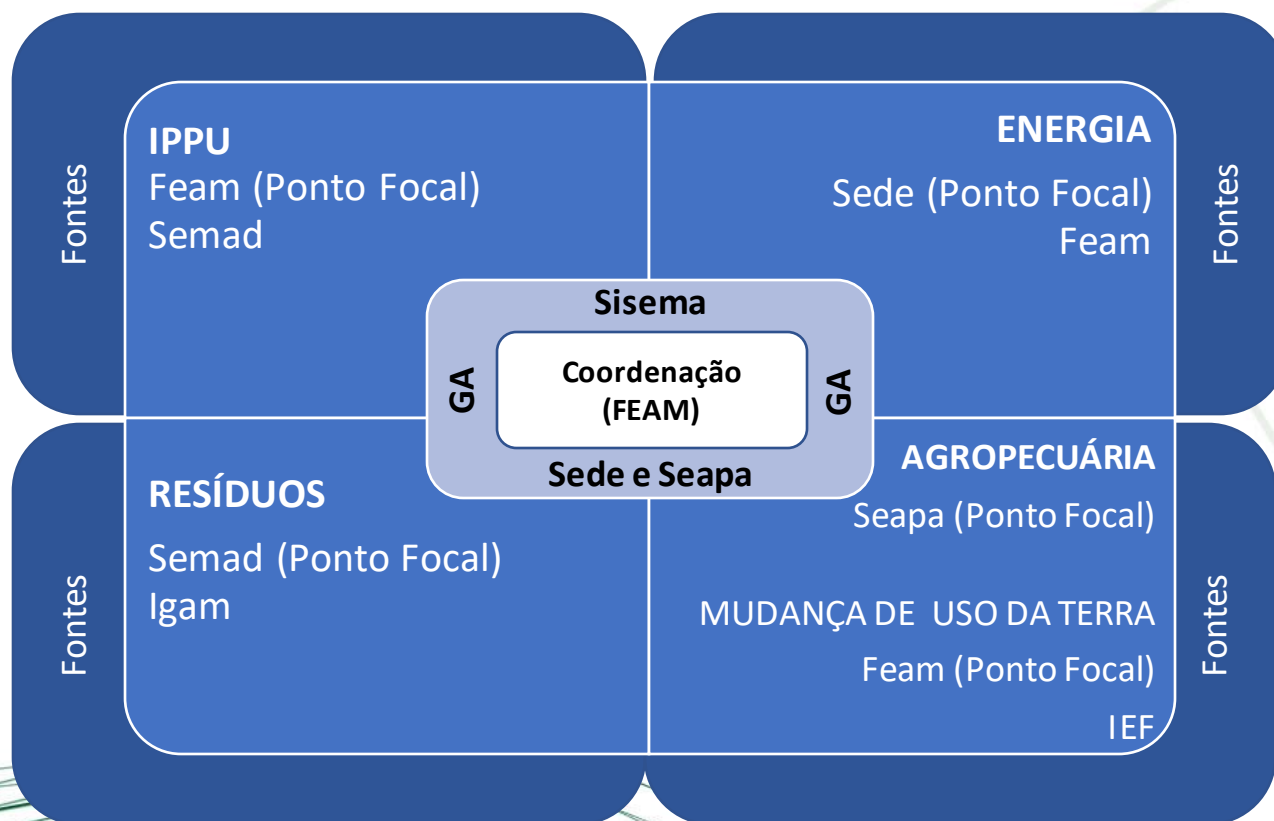 Fontes
IPPU
Feam (Ponto Focal)
Semad
ENERGIA
Sede (Ponto Focal)
Feam
Fontes
Sisema
GA
Coordenação
(FEAM)
GA
Sede e Seapa
Fontes
RESÍDUOS
Semad (Ponto Focal)
Igam
AGROPECUÁRIA
Seapa (Ponto Focal)
MUDANÇA DE USO DA TERRA
Feam (Ponto Focal)
IEF
Fontes